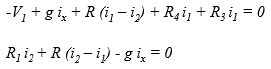 -V₁ + g iₓ + R (i₁ – i₂) + R₄ i₁ + R₃ i₁ = 0
R₁ i₂ + R (i₂ – i₁) - g iₓ = 0